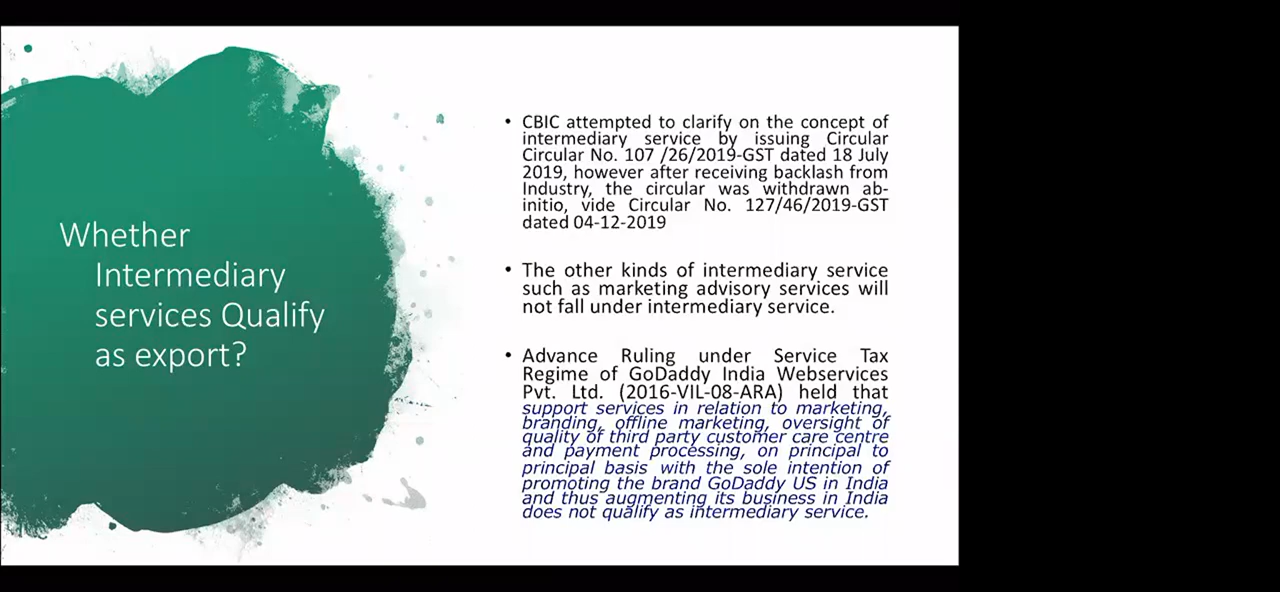 Whether
Intermediary
services Qualify
as export?
• CBIC attempted to clarify on the concept of
intermediary service by issuing Circular
Circular No. 107 /26/2019-GST dated 18 July
2019, however after receiving backlash from
Industry, the circular was withdrawn ab-
initio, vide Circular No. 127/46/2019-GST
dated 04-12-2019
• The other kinds of intermediary service
such as marketing advisory services will
not fall under intermediary service.
• Advance Ruling under Service Tax
Regime of GoDaddy India Webservices
Pvt. Ltd. (2016-VIL-08-ARA) held that
support services in relation to marketing,
branding, offline marketing, oversight of
quality of third party customer care centre
and payment processing, on principal to
principal basis with the sole intention of
promoting the brand GoDaddy US in India
and thus augmenting its business in India
does not qualify as intermediary service.